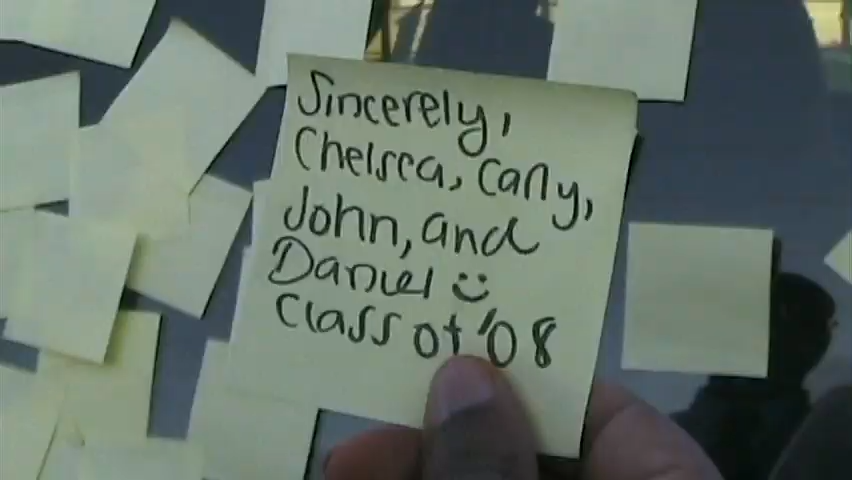 Sincerely,
Chelsea, Carly,
John, and
Daniel
Class of '08